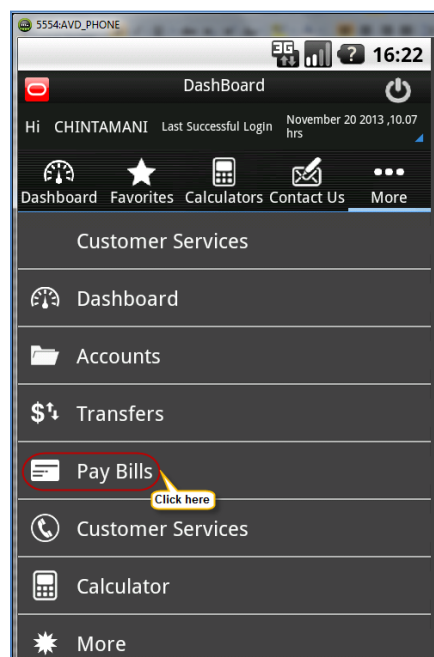 5554:AVD_PHONE
3G 16:22
DashBoard
Hi CHINTAMANI Last Successful Login November 20 2013 ,10.07
hrs
Dashboard Favorites Calculators Contact Us More
Customer Services
Dashboard
Accounts
Transfers
Pay Bills
Click here
Customer Services
Calculator
More